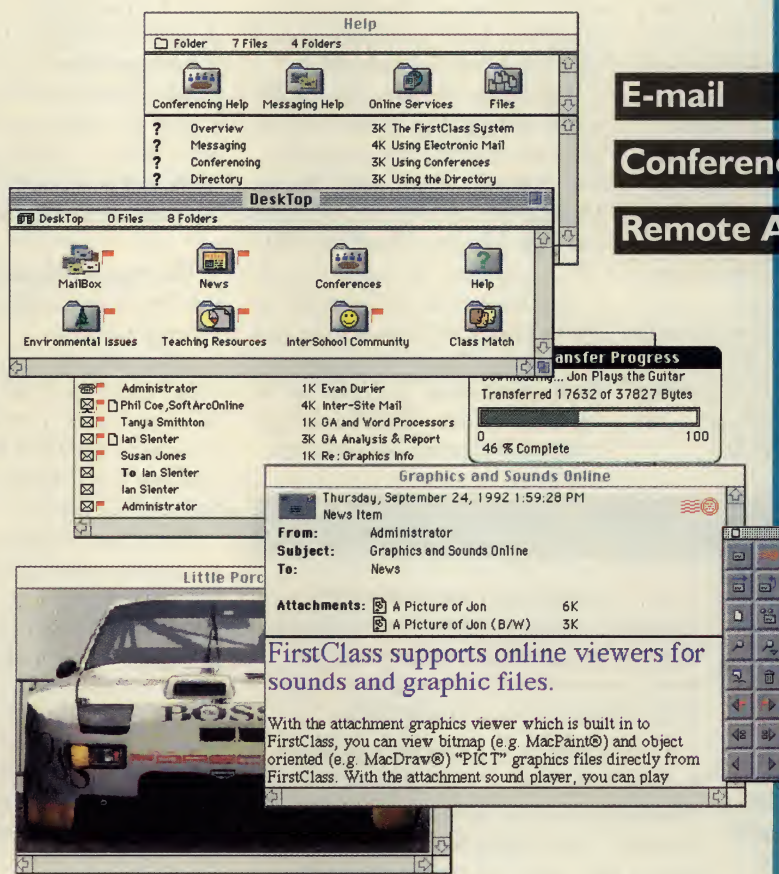 Help
Folder 7 Files 4 Folders
Conferencing Help Messaging Help Online Services Files
? Overview 3K The FirstClass System
? Messaging 4K Using Electronic Mail
? Conferencing 3K Using Conferences
? Directory 3K Using the Directory
E-mail
Conferenc
Remote A
DeskTop
DeskTop 0 Files 8 Folders
MailBox News Conferences Help
Environmental Issues Teaching Resources InterSchool Community Class Match
Administrator 1K Evan Durier
Phil Coe,SoftArcOnline 4K Inter-Site Mail
Tanya Smithton 1K GA and Word Processors
Ian Slenter 3K GA Analysis & Report
Susan Jones 1K Re: Graphics Info
To Ian Slenter
Ian Slenter
Administrator
ansfer Progress
Downloading... Jon Plays the Guitar
Transferred 17632 of 37827 Bytes
0 100
46 % Complete
Graphics and Sounds Online
Thursday, September 24, 1992 1:59:28 PM
News Item
From: Administrator
Subject: Graphics and Sounds Online
To: News
Attachments: A Picture of Jon 6K
A Picture of Jon (B/W) 3K
FirstClass supports online viewers for
sounds and graphic files.
With the attachment graphics viewer which is built in to
FirstClass, you can view bitmap (e.g. MacPaint®) and object
oriented (e.g. MacDraw®) “PICT” graphics files directly from
FirstClass. With the attachment sound player, you can play
Little Porc
BOSS